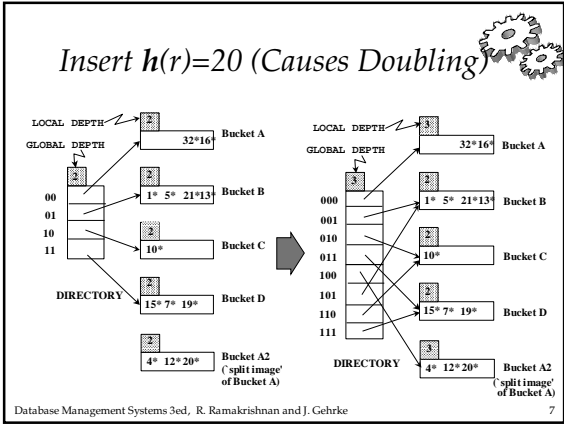 Insert h(r)=20 (Causes Doubling)
LOCAL DEPTH
GLOBAL DEPTH
2
2
00
01
10
11
DIRECTORY
32*16*
Bucket A
2
1* 5* 21*13*
Bucket B
2
10*
Bucket C
2
15* 7* 19*
Bucket D
2
4* 12*20*
Bucket A2
(`split image'
of Bucket A)
LOCAL DEPTH
GLOBAL DEPTH
3
3
000
001
010
011
100
101
110
111
DIRECTORY
32*16*
Bucket A
2
1* 5* 21*13*
Bucket B
2
10*
Bucket C
2
15* 7* 19*
Bucket D
3
4* 12*20*
Bucket A2
(`split image'
of Bucket A)
Database Management Systems 3ed, R. Ramakrishnan and J. Gehrke
7